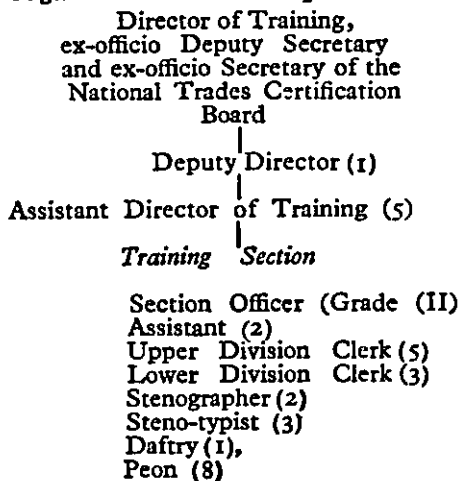 Director of Training,
ex-officio Deputy Secretary
and ex-officio Secretary of the
National Trades Certification
Board
Deputy Director (1)
Assistant Director of Training (5)
Training Section
Section Officer (Grade (II)
Assistant (2)
Upper Division Clerk (5)
Lower Division Clerk (3)
Stenographer (2)
Steno-typist (3)
Daftry (1),
Peon (8)